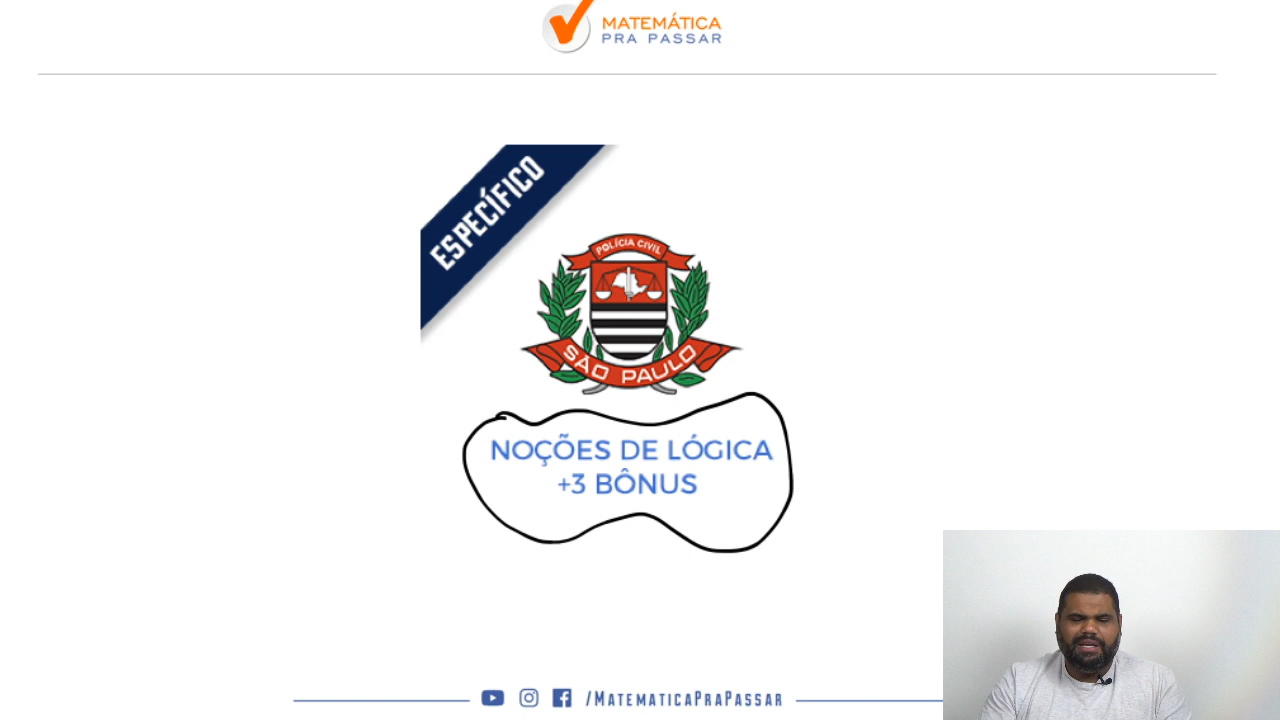 MATEMÁTICA
PRA PASSAR
ESPECÍFICO
POLÍCIA CIVIL
SÃO PAULO
NOÇÕES DE LÓGICA
+3 BÔNUS
/MATEMATICAPRAPASSAR